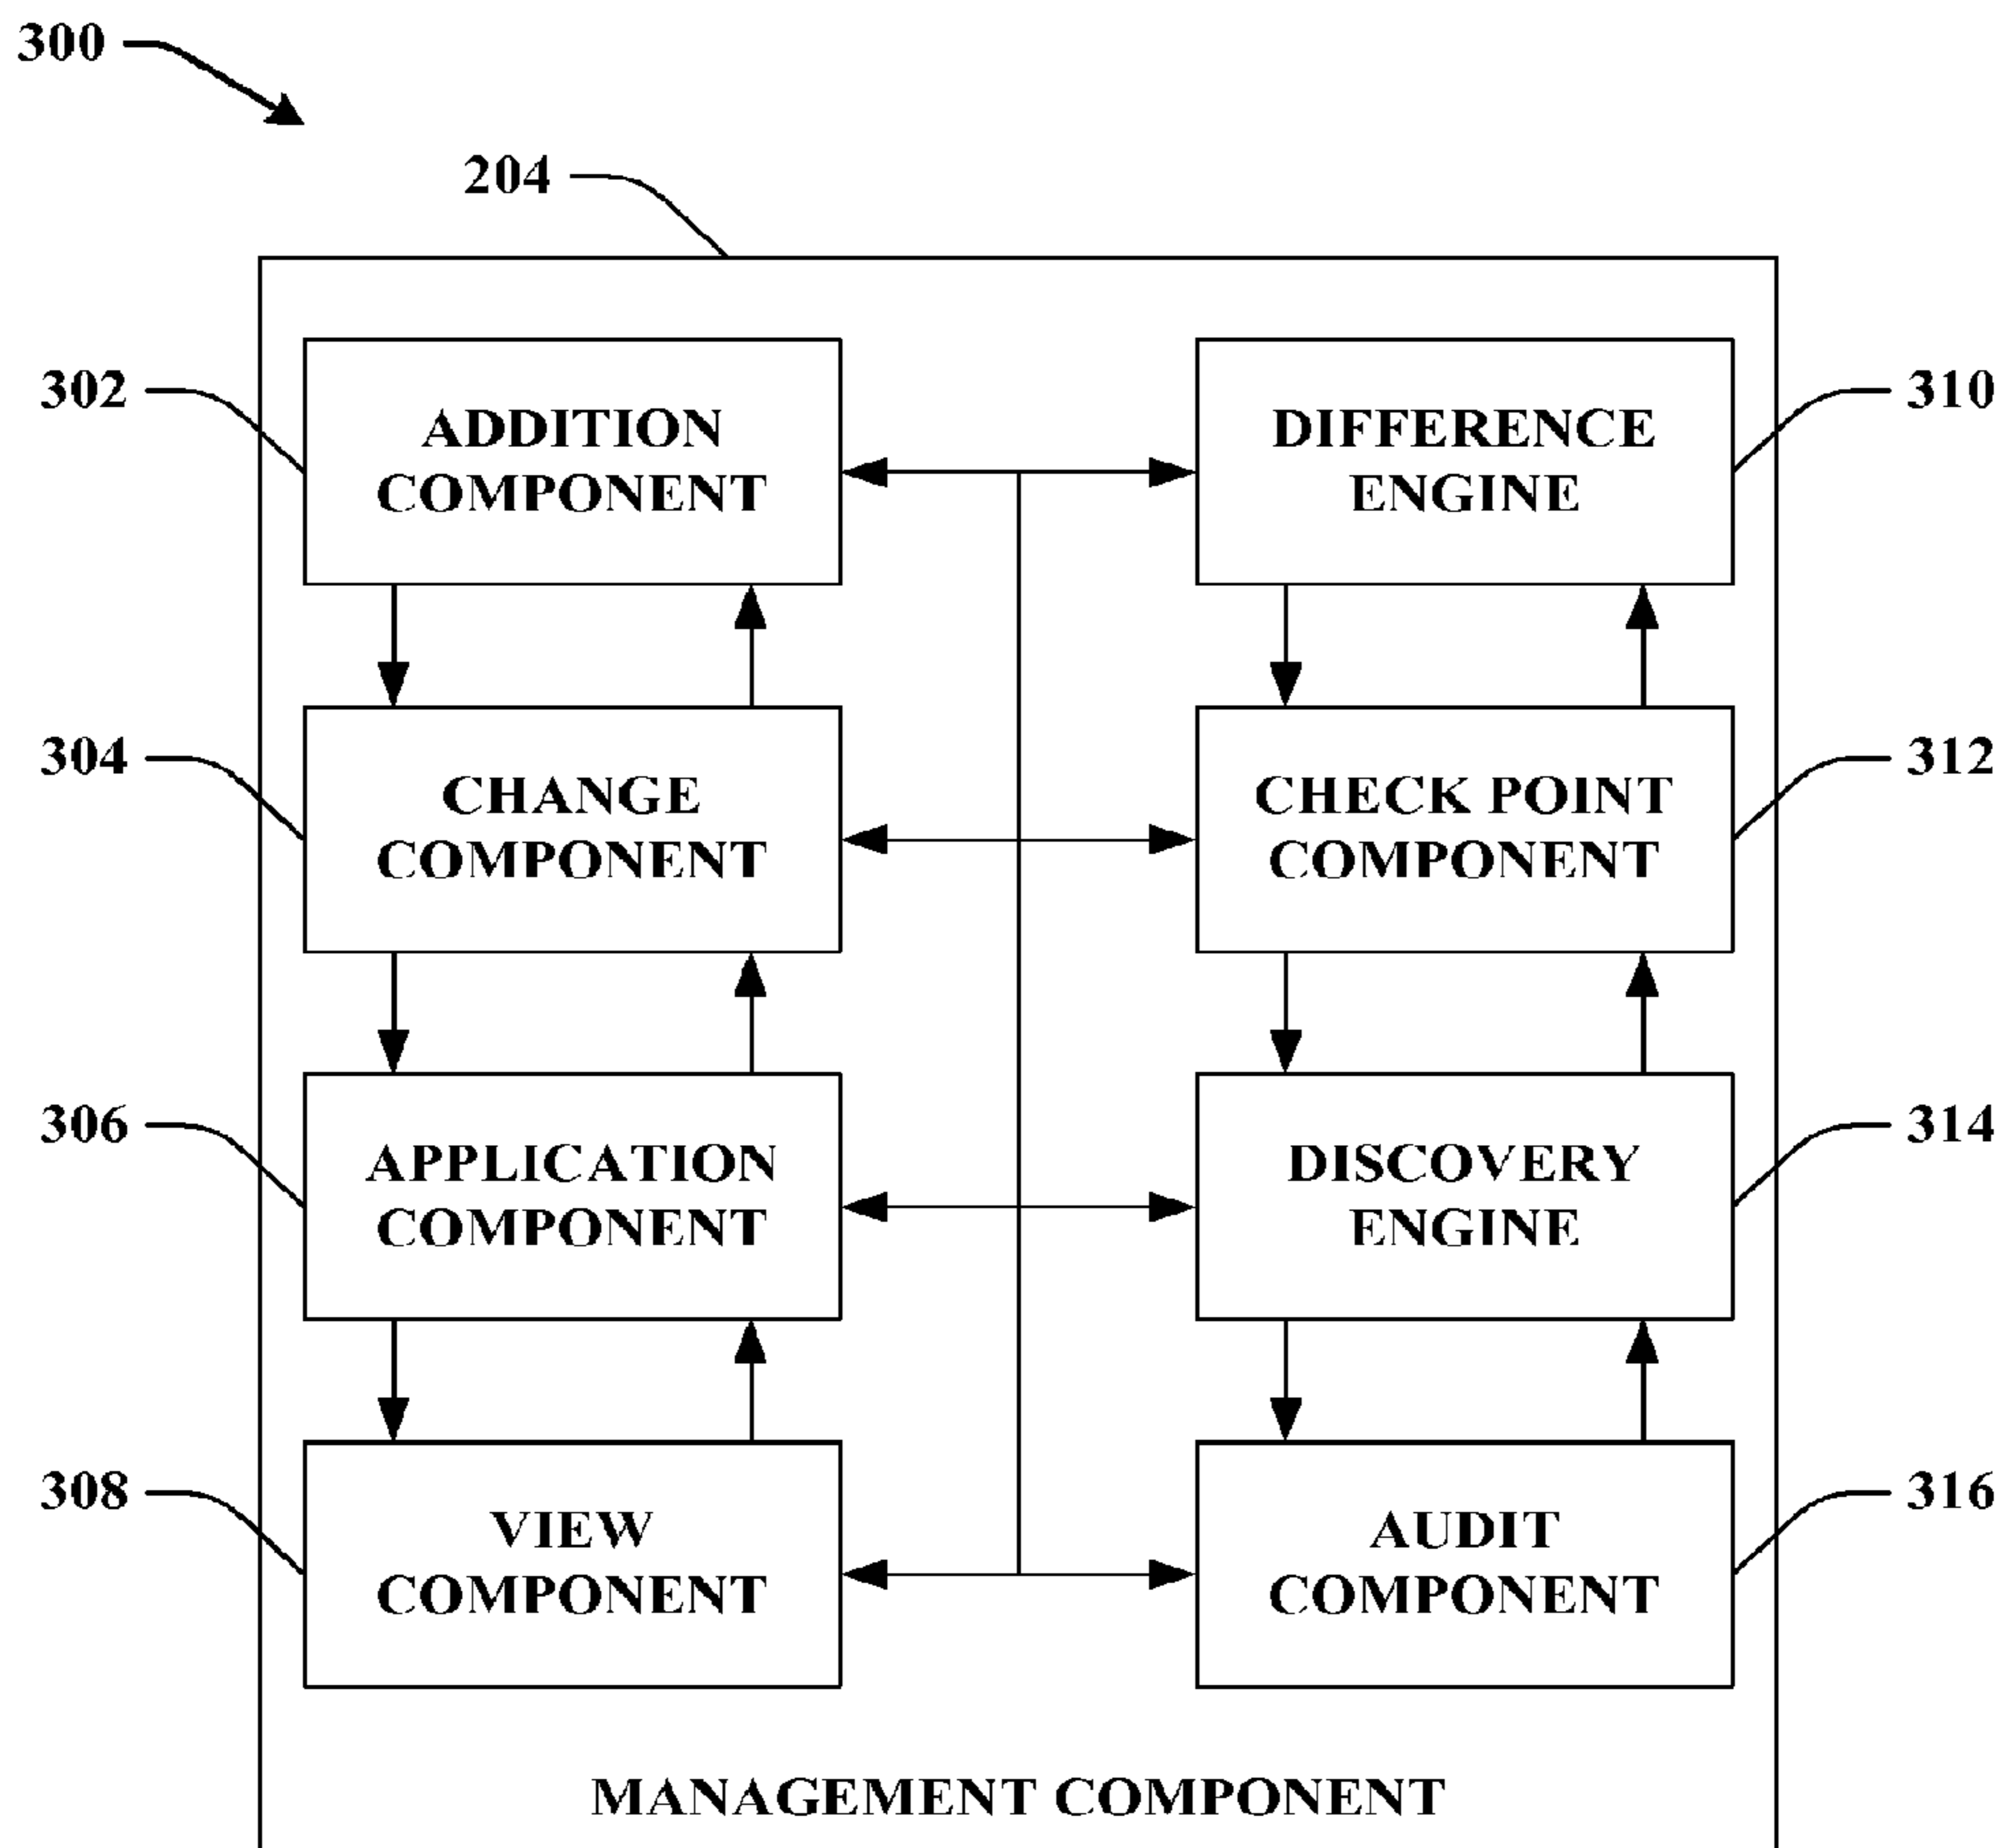 300
204
302
ADDITION
COMPONENT
DIFFERENCE
ENGINE
310
304
CHANGE
COMPONENT
CHECK POINT
COMPONENT
312
306
APPLICATION
COMPONENT
DISCOVERY
ENGINE
314
308
VIEW
COMPONENT
AUDIT
COMPONENT
316
MANAGEMENT COMPONENT